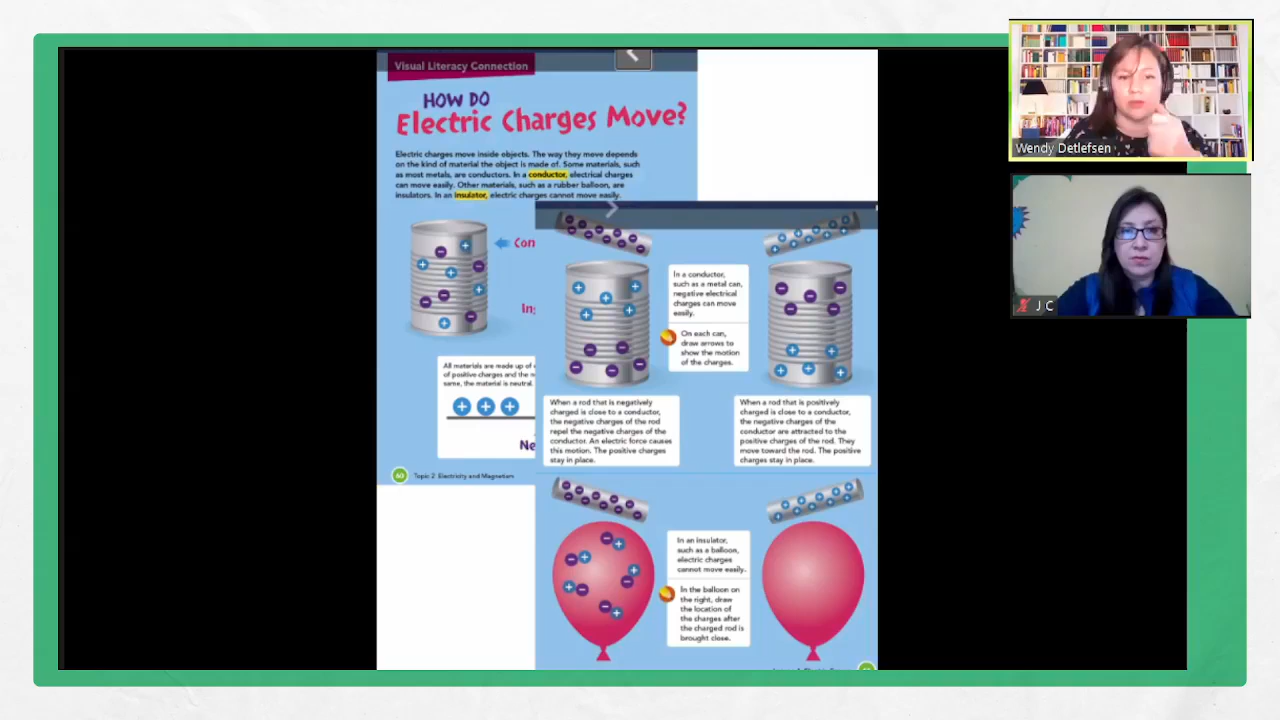 Visual Literacy Connection
HOW DO
Electric Charges Move?
Electric charges move inside objects. The way they move depends
on the kind of material the object is made of. Some materials, such
as most metals, are conductors. In a conductor, electrical charges
can move easily. Other materials, such as a rubber balloon, are
insulators. In an insulator, electric charges cannot move easily.
Con
All materials are made up of
of positive charges and the n
same, the material is neutral.
Ne
60 Topic 2 Electricity and Magnetism
In a conductor,
such as a metal can,
negative electrical
charges can move
easily.
On each can,
draw arrows to
show the motion
of the charges.
When a rod that is negatively
charged is close to a conductor,
the negative charges of the rod
repel the negative charges of the
conductor. An electric force causes
this motion. The positive charges
stay in place.
When a rod that is positively
charged is close to a conductor,
the negative charges of the
conductor are attracted to the
positive charges of the rod. They
move toward the rod. The positive
charges stay in place.
In an insulator,
such as a balloon,
electric charges
cannot move easily.
In the balloon on
the right, draw
the location of
the charges after
the charged rod is
brought close.
Wendy Detlefsen
J C